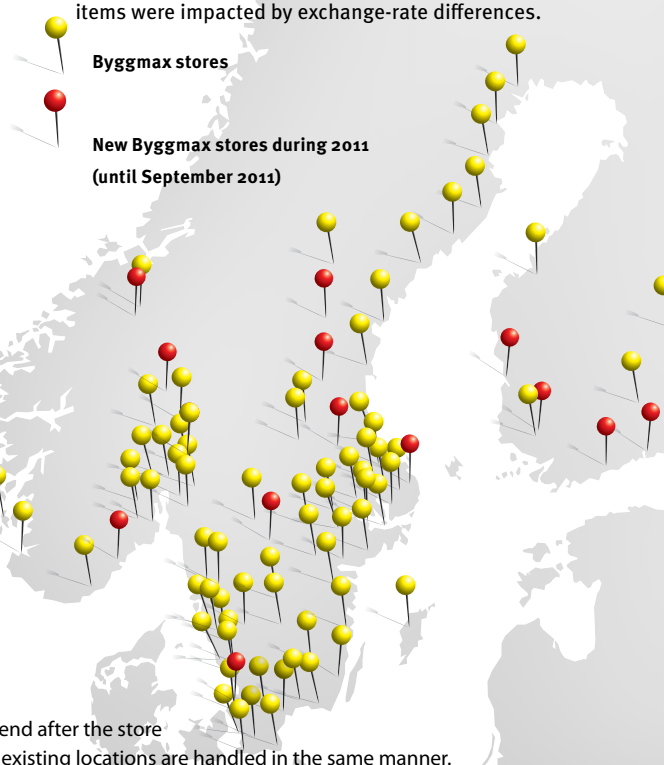 items were impacted by exchange-rate differences.
Byggmax stores
New Byggmax stores during 2011
(until September 2011)
end after the store
existing locations are handled in the same manner.